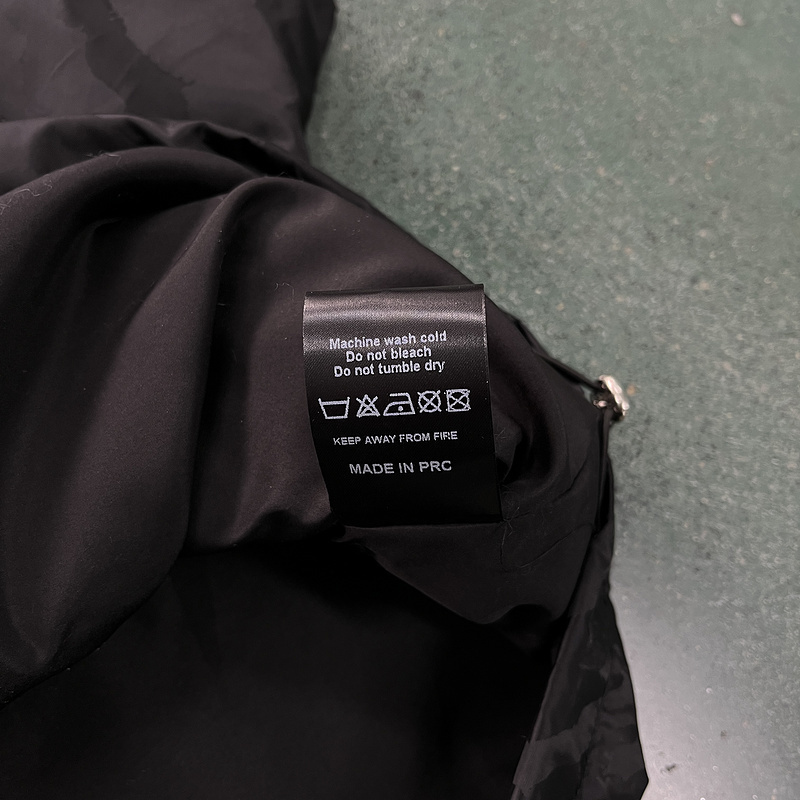 Machine wash cold
Do not bleach
Do not tumble dry
KEEP AWAY FROM FIRE
MADE IN PRC